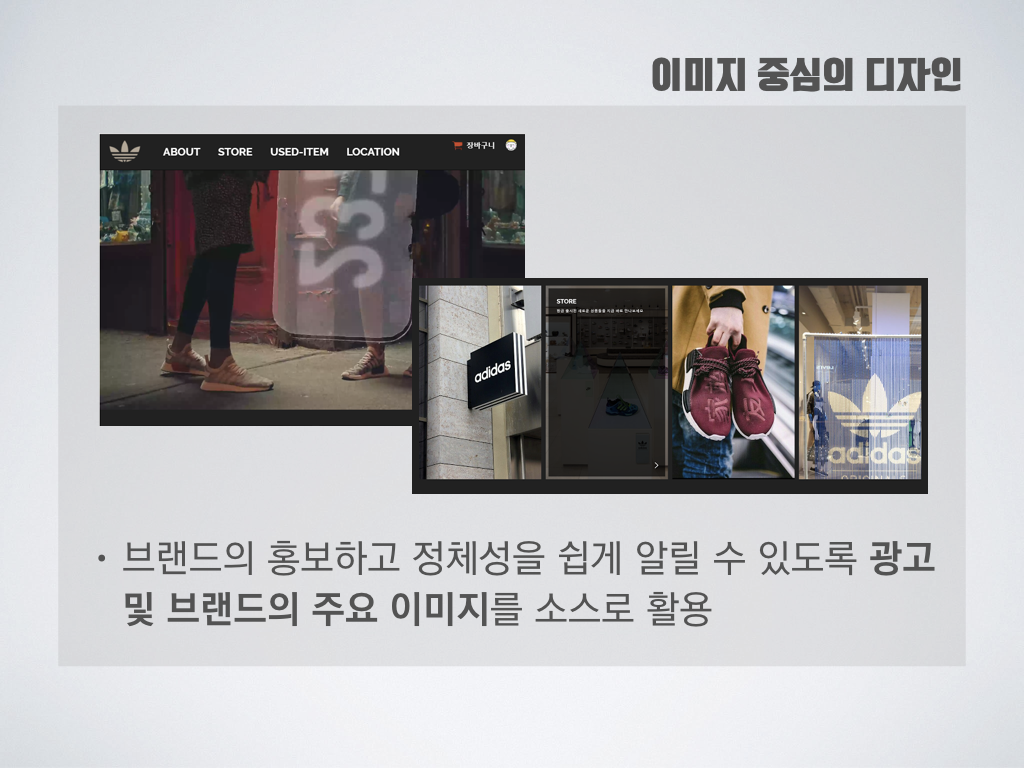 이미지 중심의 디자인
ABOUT STORE USED-ITEM LOCATION 장바구니
adidas
STORE
adidas
• 브랜드의 홍보하고 정체성을 쉽게 알릴 수 있도록 광고
및 브랜드의 주요 이미지를 소스로 활용